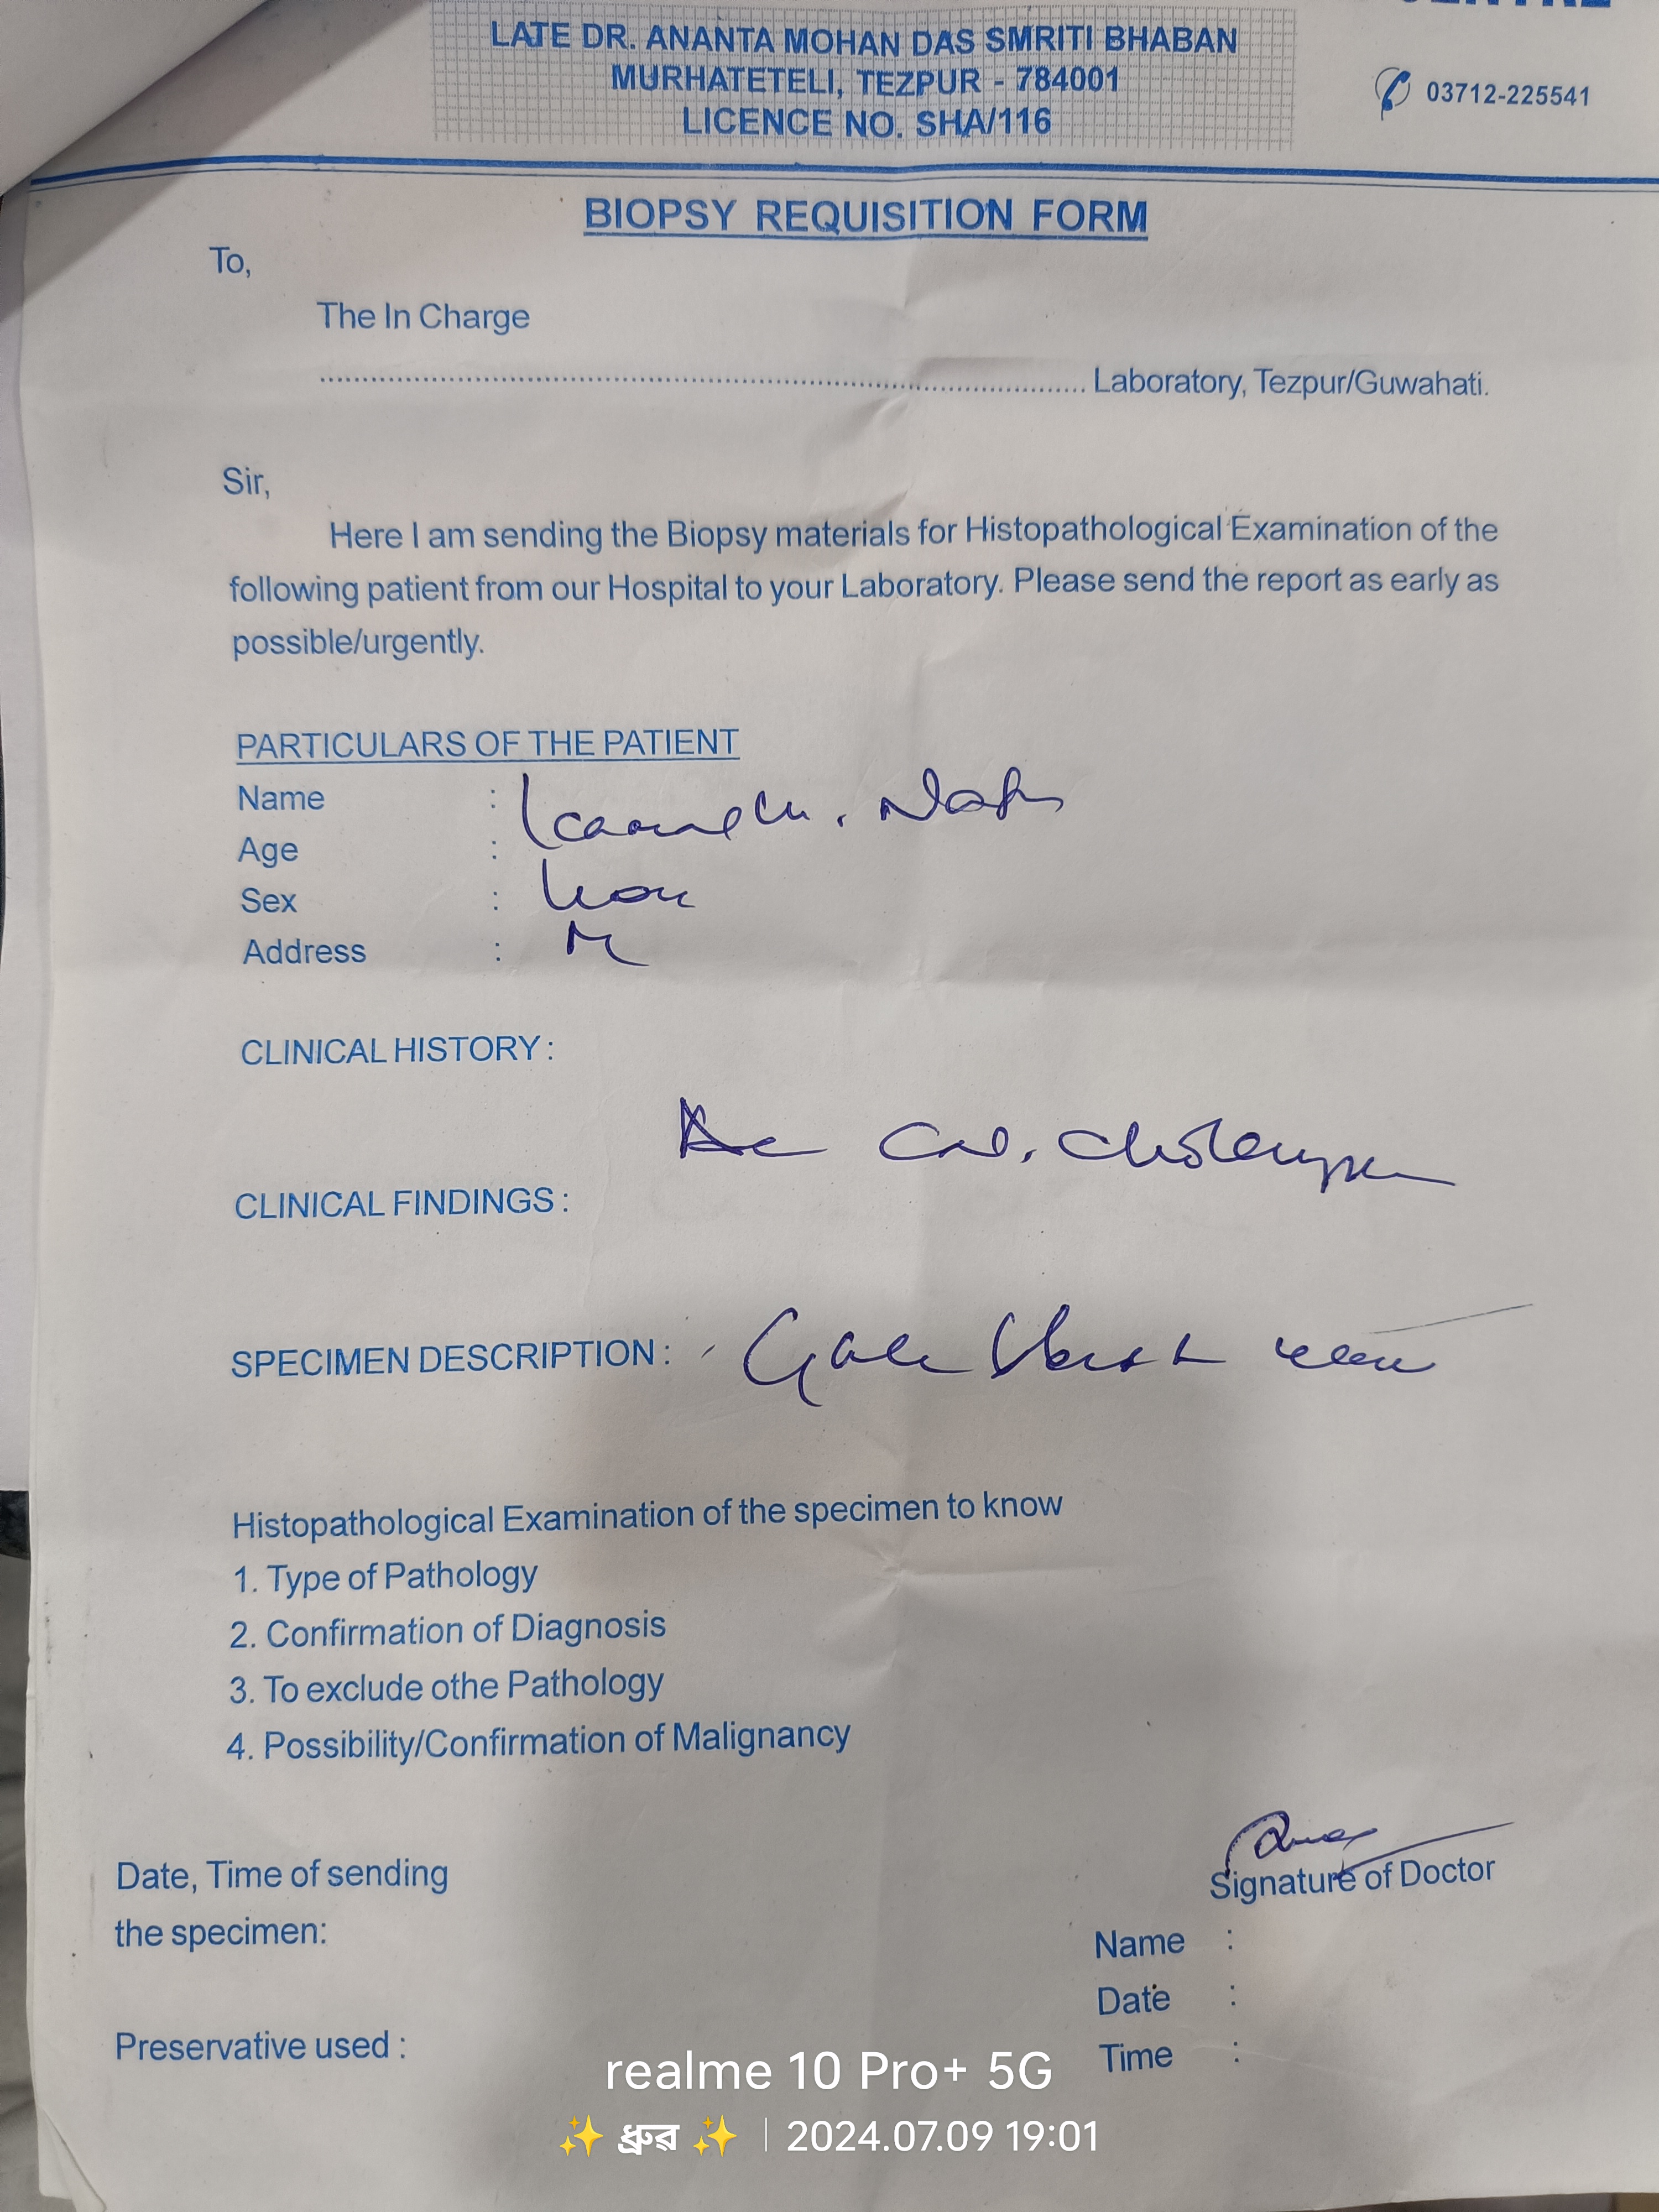 LATE DR. ANANTA MOHAN DAS SMRITI BHABAN
MURHATETELI, TEZPUR - 784001
03712-225541
LICENCE NO. SHA/116
BIOPSY REQUISITION FORM
To,
The In Charge
Laboratory, Tezpur/Guwahati.
Sir,
Here I am sending the Biopsy materials for Histopathological Examination of the
following patient from our Hospital to your Laboratory. Please send the report as early as
possible/urgently.
PARTICULARS OF THE PATIENT
Name :
Age :
Sex :
Address : M
CLINICAL HISTORY :
CLINICAL FINDINGS :
SPECIMEN DESCRIPTION :
Histopathological Examination of the specimen to know
1. Type of Pathology
2. Confirmation of Diagnosis
3. To exclude othe Pathology
4. Possibility/Confirmation of Malignancy
Signature of Doctor
Date, Time of sending
the specimen:
Name :
Date :
Time :
Preservative used :
realme 10 Pro+ 5G
✨ ধ্ৰুৱ ✨ | 2024.07.09 19:01